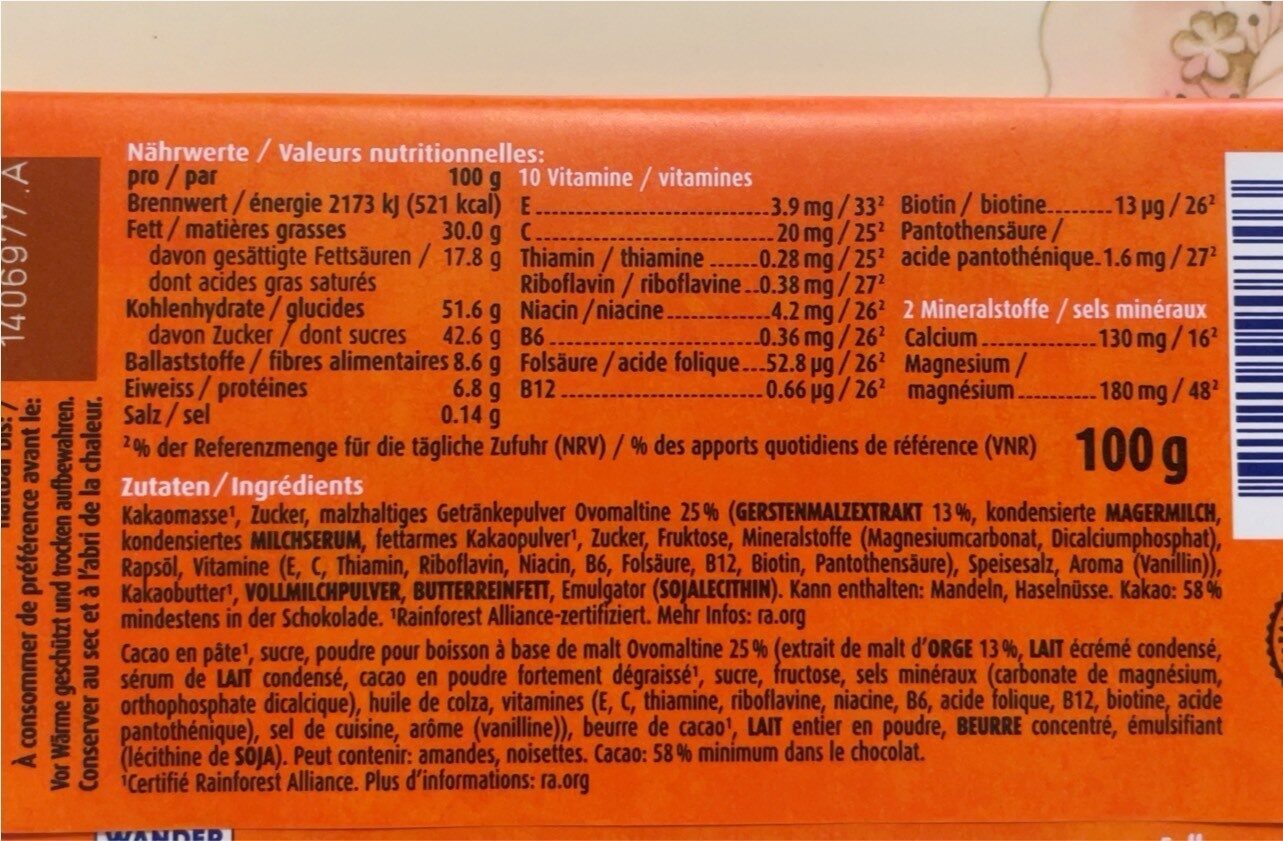 Nährwerte / Valeurs nutritionnelles:
pro / par 100 g
Brennwert / énergie 2173 kJ (521 kcal)
Fett / matières grasses 30.0 g
davon gesättigte Fettsäuren / 17.8 g
dont acides gras saturés
Kohlenhydrate / glucides 51.6 g
davon Zucker / dont sucres 42.6 g
Ballaststoffe / fibres alimentaires 8.6 g
Eiweiss / protéines 6.8 g
Salz / sel 0.14 g
10 Vitamine / vitamines
E 3.9 mg / 33²
C 20 mg / 25²
Thiamin / thiamine 0.28 mg / 25²
Riboflavin / riboflavine 0.38 mg / 27²
Niacin / niacine 4.2 mg / 26²
B6 0.36 mg / 26²
Folsäure / acide folique 52.8 µg / 26²
B12 0.66 µg / 26²
Biotin / biotine 13 µg / 26²
Pantothensäure /
acide pantothénique 1.6 mg / 27²
2 Mineralstoffe / sels minéraux
Calcium 130 mg / 16²
Magnesium /
magnésium 180 mg / 48²
²% der Referenzmenge für die tägliche Zufuhr (NRV) / % des apports quotidiens de référence (VNR)
100 g
Zutaten / Ingrédients
Kakaomasse¹, Zucker, malzhaltiges Getränkepulver Ovomaltine 25 % (GERSTENMALZEXTRAKT 13 %, kondensierte MAGERMILCH,
kondensiertes MILCHSERUM, fettarmes Kakaopulver¹, Zucker, Fruktose, Mineralstoffe (Magnesiumcarbonat, Dicalciumphosphat),
Rapsöl, Vitamine (E, C, Thiamin, Riboflavin, Niacin, B6, Folsäure, B12, Biotin, Pantothensäure), Speisesalz, Aroma (Vanillin)),
Kakaobutter¹, VOLLMILCHPULVER, BUTTERREINFETT, Emulgator (SOJALECITHIN). Kann enthalten: Mandeln, Haselnüsse. Kakao: 58 %
mindestens in der Schokolade. ¹Rainforest Alliance-zertifiziert. Mehr Infos: ra.org
Cacao en pâte¹, sucre, poudre pour boisson à base de malt Ovomaltine 25 % (extrait de malt d'ORGE 13 %, LAIT écrémé condensé,
sérum de LAIT condensé, cacao en poudre fortement dégraissé¹, sucre, fructose, sels minéraux (carbonate de magnésium,
orthophosphate dicalcique), huile de colza, vitamines (E, C, thiamine, riboflavine, niacine, B6, acide folique, B12, biotine, acide
pantothénique), sel de cuisine, arôme (vanilline)), beurre de cacao¹, LAIT entier en poudre, BEURRE concentré, émulsifiant
(lécithine de SOJA). Peut contenir: amandes, noisettes. Cacao: 58 % minimum dans le chocolat.
¹Certifié Rainforest Alliance. Plus d'informations: ra.org
1406977.A
À consommer de préférence avant le:
Vor Wärme geschützt und trocken aufbewahren.
Conserver au sec et à l'abri de la chaleur.
WANDER